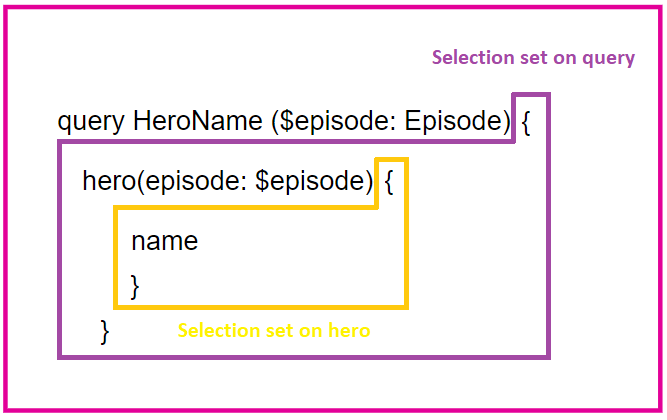 Selection set on query
query HeroName ($episode: Episode) {
hero(episode: $episode) {
name
}
Selection set on hero
}